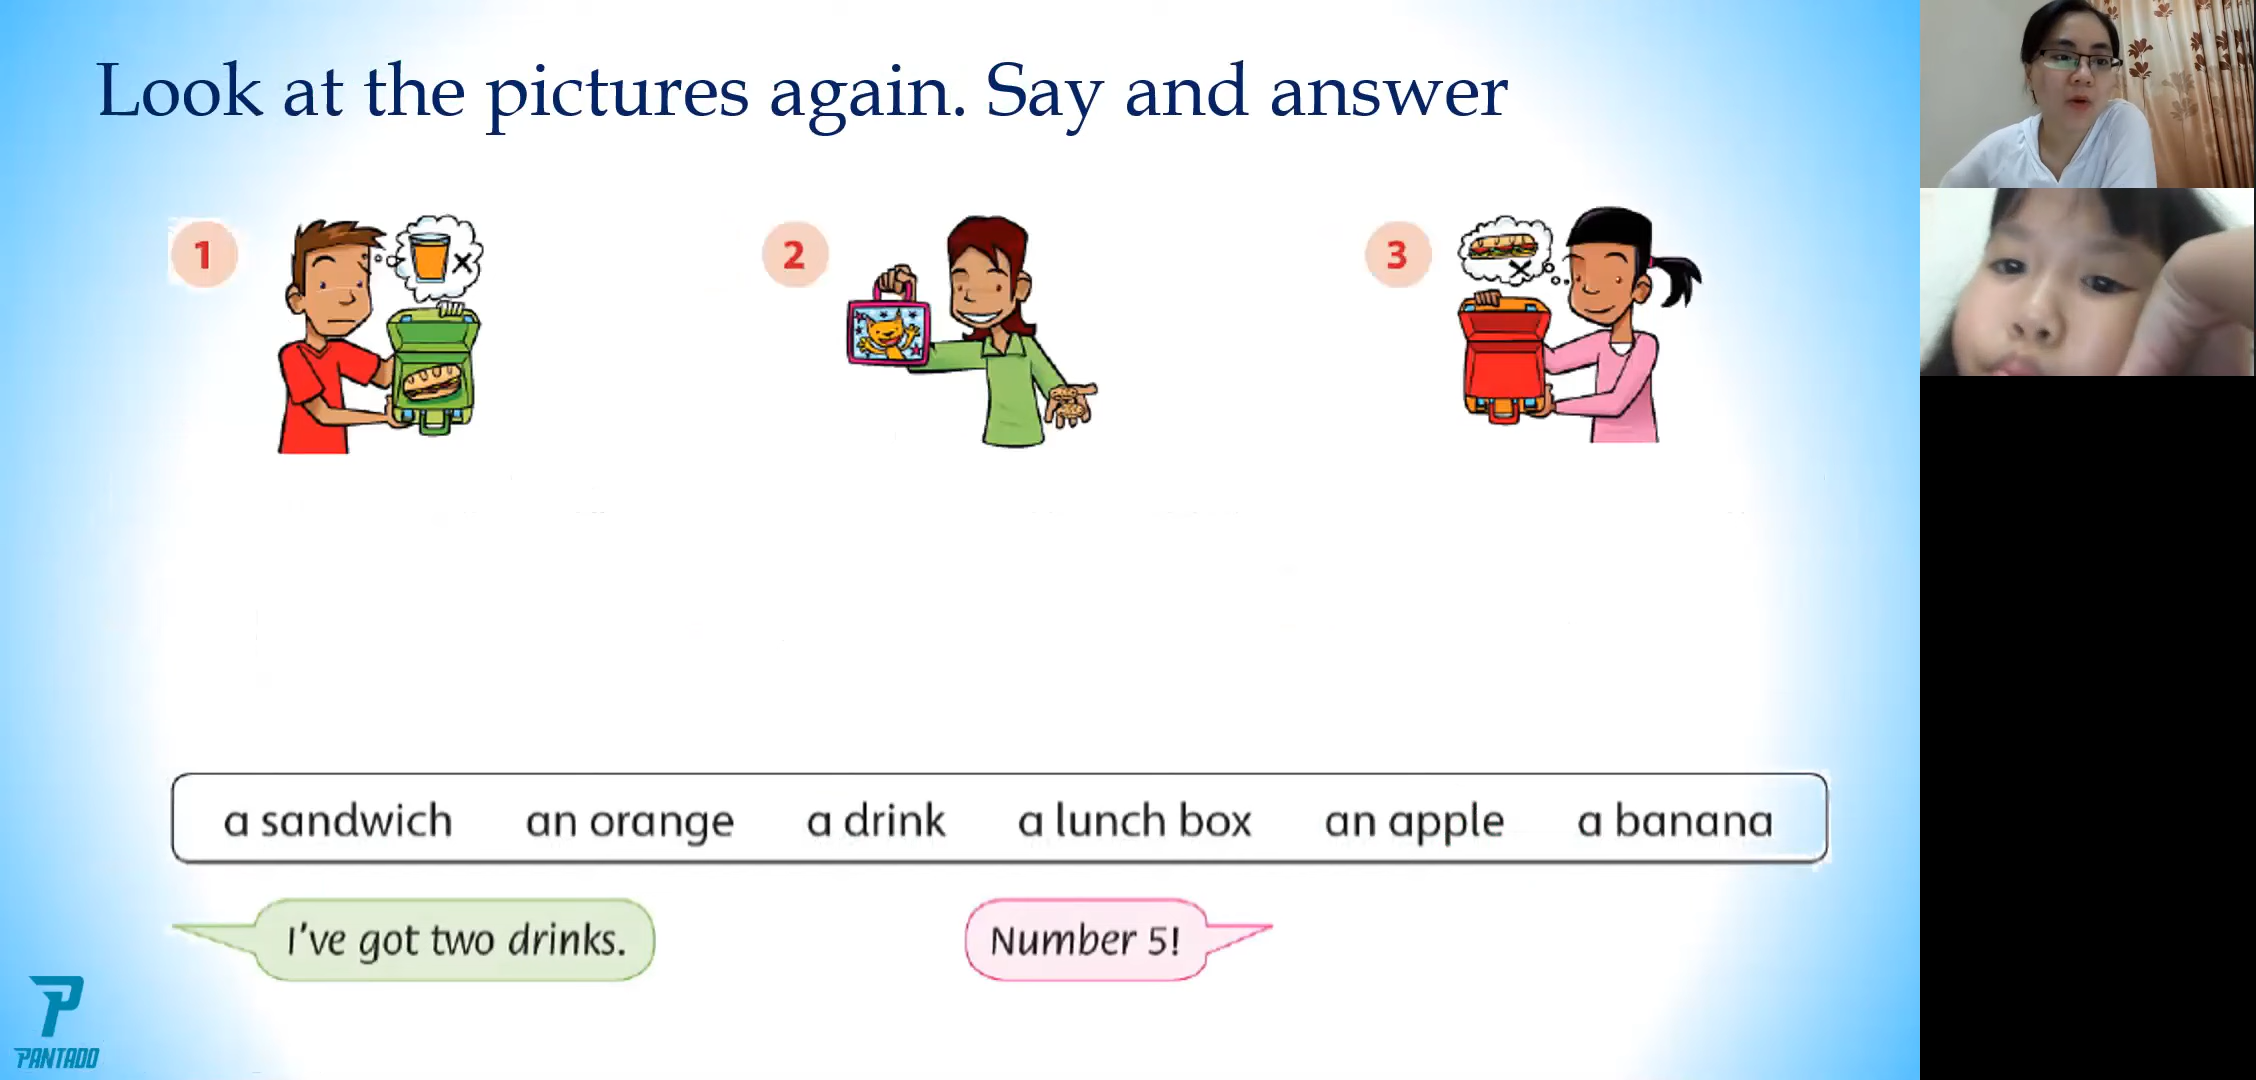 Look at the pictures again. Say and answer
1
2
3
a sandwich an orange a drink a lunch box an apple a banana
I've got two drinks.
Number 5!
PANTADO